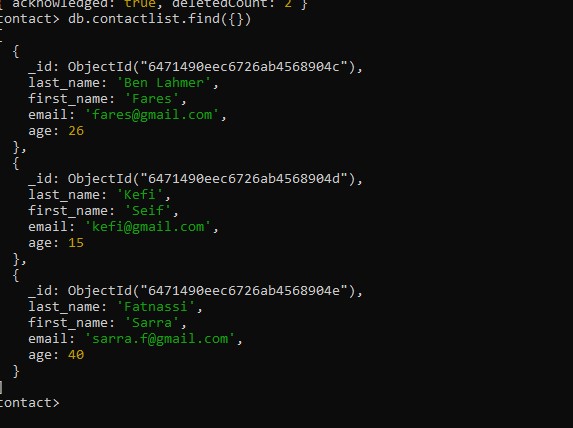 { acknowledged: true, deletedCount: 2 }
contact> db.contactlist.find({})
[
{
_id: ObjectId("6471490eec6726ab4568904c"),
last_name: 'Ben Lahmer',
first_name: 'Fares',
email: 'fares@gmail.com',
age: 26
},
{
_id: ObjectId("6471490eec6726ab4568904d"),
last_name: 'Kefi',
first_name: 'Seif',
email: 'kefi@gmail.com',
age: 15
},
{
_id: ObjectId("6471490eec6726ab4568904e"),
last_name: 'Fatnassi',
first_name: 'Sarra',
email: 'sarra.f@gmail.com',
age: 40
}
]
contact>